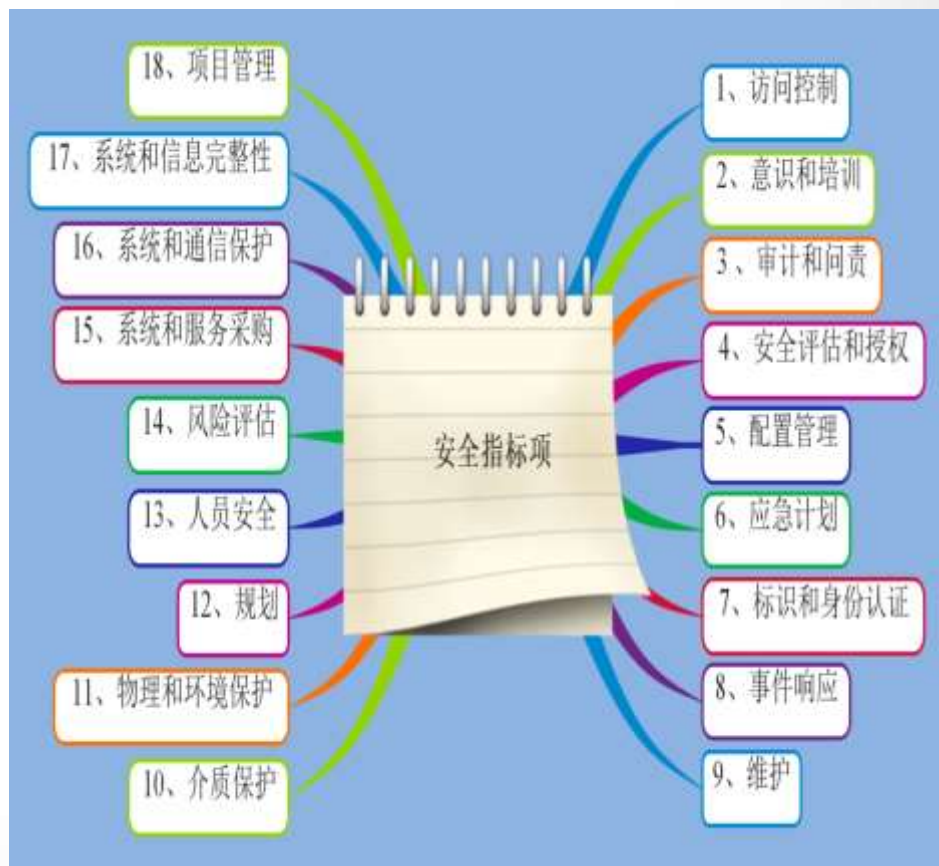 安全指标项
1、访问控制
2、意识和培训
3 、审计和问责
4、安全评估和授权
5、配置管理
6、应急计划
7、标识和身份认证
8、事件响应
9、维护
10、介质保护
11、物理和环境保护
12、规划
13、人员安全
14、风险评估
15、系统和服务采购
16、系统和通信保护
17、系统和信息完整性
18、项目管理